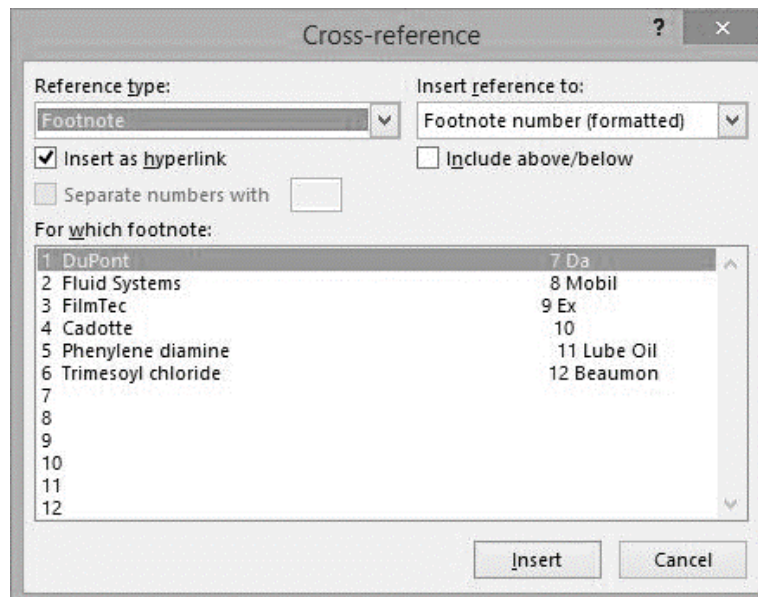 Cross-reference ? ×
Reference type: Insert reference to:
Footnote Footnote number (formatted)
Insert as hyperlink Include above/below
Separate numbers with
For which footnote:
1 DuPont 7 Da
2 Fluid Systems 8 Mobil
3 FilmTec 9 Ex
4 Cadotte 10
5 Phenylene diamine 11 Lube Oil
6 Trimesoyl chloride 12 Beaumon
7
8
9
10
11
12
Insert Cancel